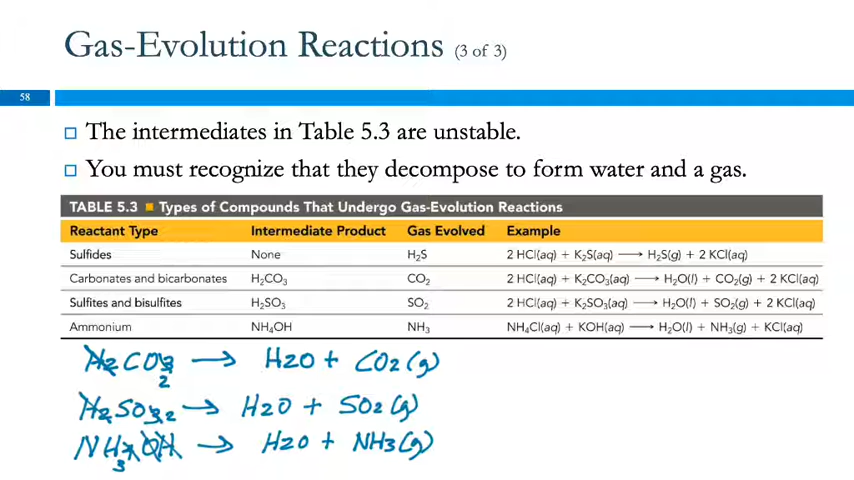 Gas-Evolution Reactions (3 of 3)
58
The intermediates in Table 5.3 are unstable.
You must recognize that they decompose to form water and a gas.
TABLE 5.3 ■ Types of Compounds That Undergo Gas-Evolution Reactions
Reactant Type Intermediate Product Gas Evolved Example
Sulfides None H₂S 2 HCl(aq) + K₂S(aq) ⟶ H₂S(g) + 2 KCl(aq)
Carbonates and bicarbonates H₂CO₃ CO₂ 2 HCl(aq) + K₂CO₃(aq) ⟶ H₂O(l) + CO₂(g) + 2 KCl(aq)
Sulfites and bisulfites H₂SO₃ SO₂ 2 HCl(aq) + K₂SO₃(aq) ⟶ H₂O(l) + SO₂(g) + 2 KCl(aq)
Ammonium NH₄OH NH₃ NH₄Cl(aq) + KOH(aq) ⟶ H₂O(l) + NH₃(g) + KCl(aq)
H2CO3 2 → H2O + CO2(g)
H2SO3 2 → H2O + SO2(g)
NH4 3 OH → H2O + NH3(g)